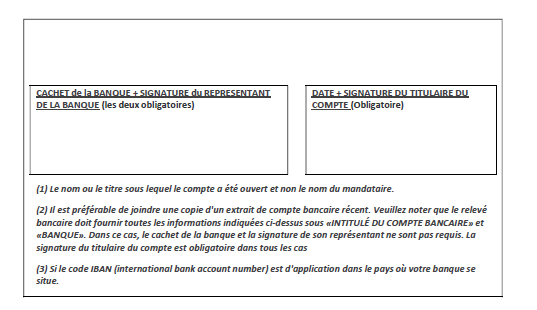 CACHET de la BANQUE + SIGNATURE du REPRESENTANT
DE LA BANQUE (les deux obligatoires)
DATE + SIGNATURE DU TITULAIRE DU
COMPTE (Obligatoire)
(1) Le nom ou le titre sous lequel le compte a été ouvert et non le nom du mandataire.
(2) Il est préférable de joindre une copie d'un extrait de compte bancaire récent. Veuillez noter que le relevé
bancaire doit fournir toutes les informations indiquées ci-dessus sous «INTITULÉ DU COMPTE BANCAIRE» et
«BANQUE». Dans ce cas, le cachet de la banque et la signature de son représentant ne sont pas requis. La
signature du titulaire du compte est obligatoire dans tous les cas
(3) Si le code IBAN (international bank account number) est d'application dans le pays où votre banque se
situe.